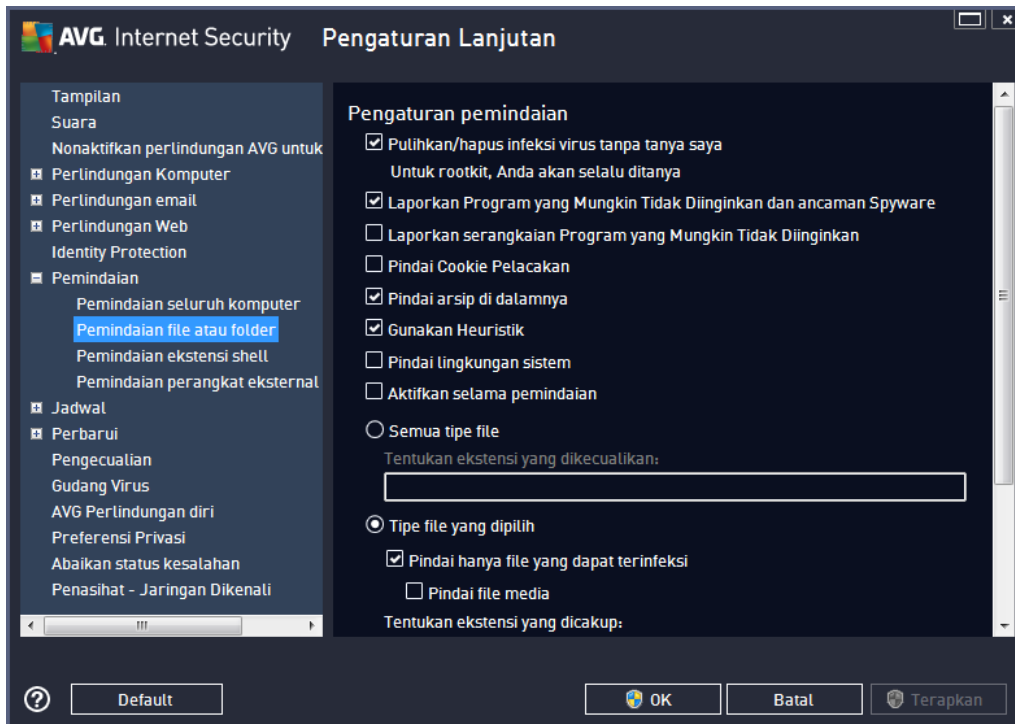 AVG. Internet Security Pengaturan Lanjutan
Tampilan
Suara
Nonaktifkan perlindungan AVG untuk
Perlindungan Komputer
Perlindungan email
Perlindungan Web
Identity Protection
Pemindaian
Pemindaian seluruh komputer
Pemindaian file atau folder
Pemindaian ekstensi shell
Pemindaian perangkat eksternal
Jadwal
Perbarui
Pengecualian
Gudang Virus
AVG Perlindungan diri
Preferensi Privasi
Abaikan status kesalahan
Penasihat - Jaringan Dikenali
Pengaturan pemindaian
Pulihkan/hapus infeksi virus tanpa tanya saya
Untuk rootkit, Anda akan selalu ditanya
Laporkan Program yang Mungkin Tidak Diinginkan dan ancaman Spyware
Laporkan serangkaian Program yang Mungkin Tidak Diinginkan
Pindai Cookie Pelacakan
Pindai arsip di dalamnya
Gunakan Heuristik
Pindai lingkungan sistem
Aktifkan selama pemindaian
Semua tipe file
Tentukan ekstensi yang dikecualikan:
Tipe file yang dipilih
Pindai hanya file yang dapat terinfeksi
Pindai file media
Tentukan ekstensi yang dicakup:
Default
OK
Batal
Terapkan